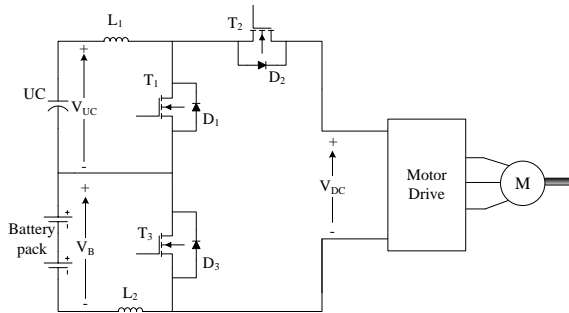 L1
T2
+
D2
UC
VUC
T1
D1
-
+
VDC
-
Motor
Drive
M
+
Battery
pack
VB
T3
D3
-
L2